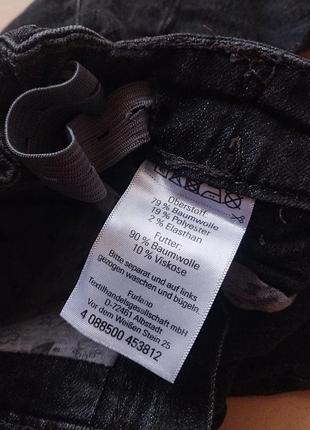 Oberstoff:
79 % Baumwolle
19 % Polyester
2 % Elasthan
Futter:
90 % Baumwolle
10 % Viskose
Bitte separat und auf links
gezogen waschen und bügeln.
Furleno
Textilhandelsgesellschaft mbH
D-72461 Albstadt
Vor dem Weißen Stein 25
4 088500 453812